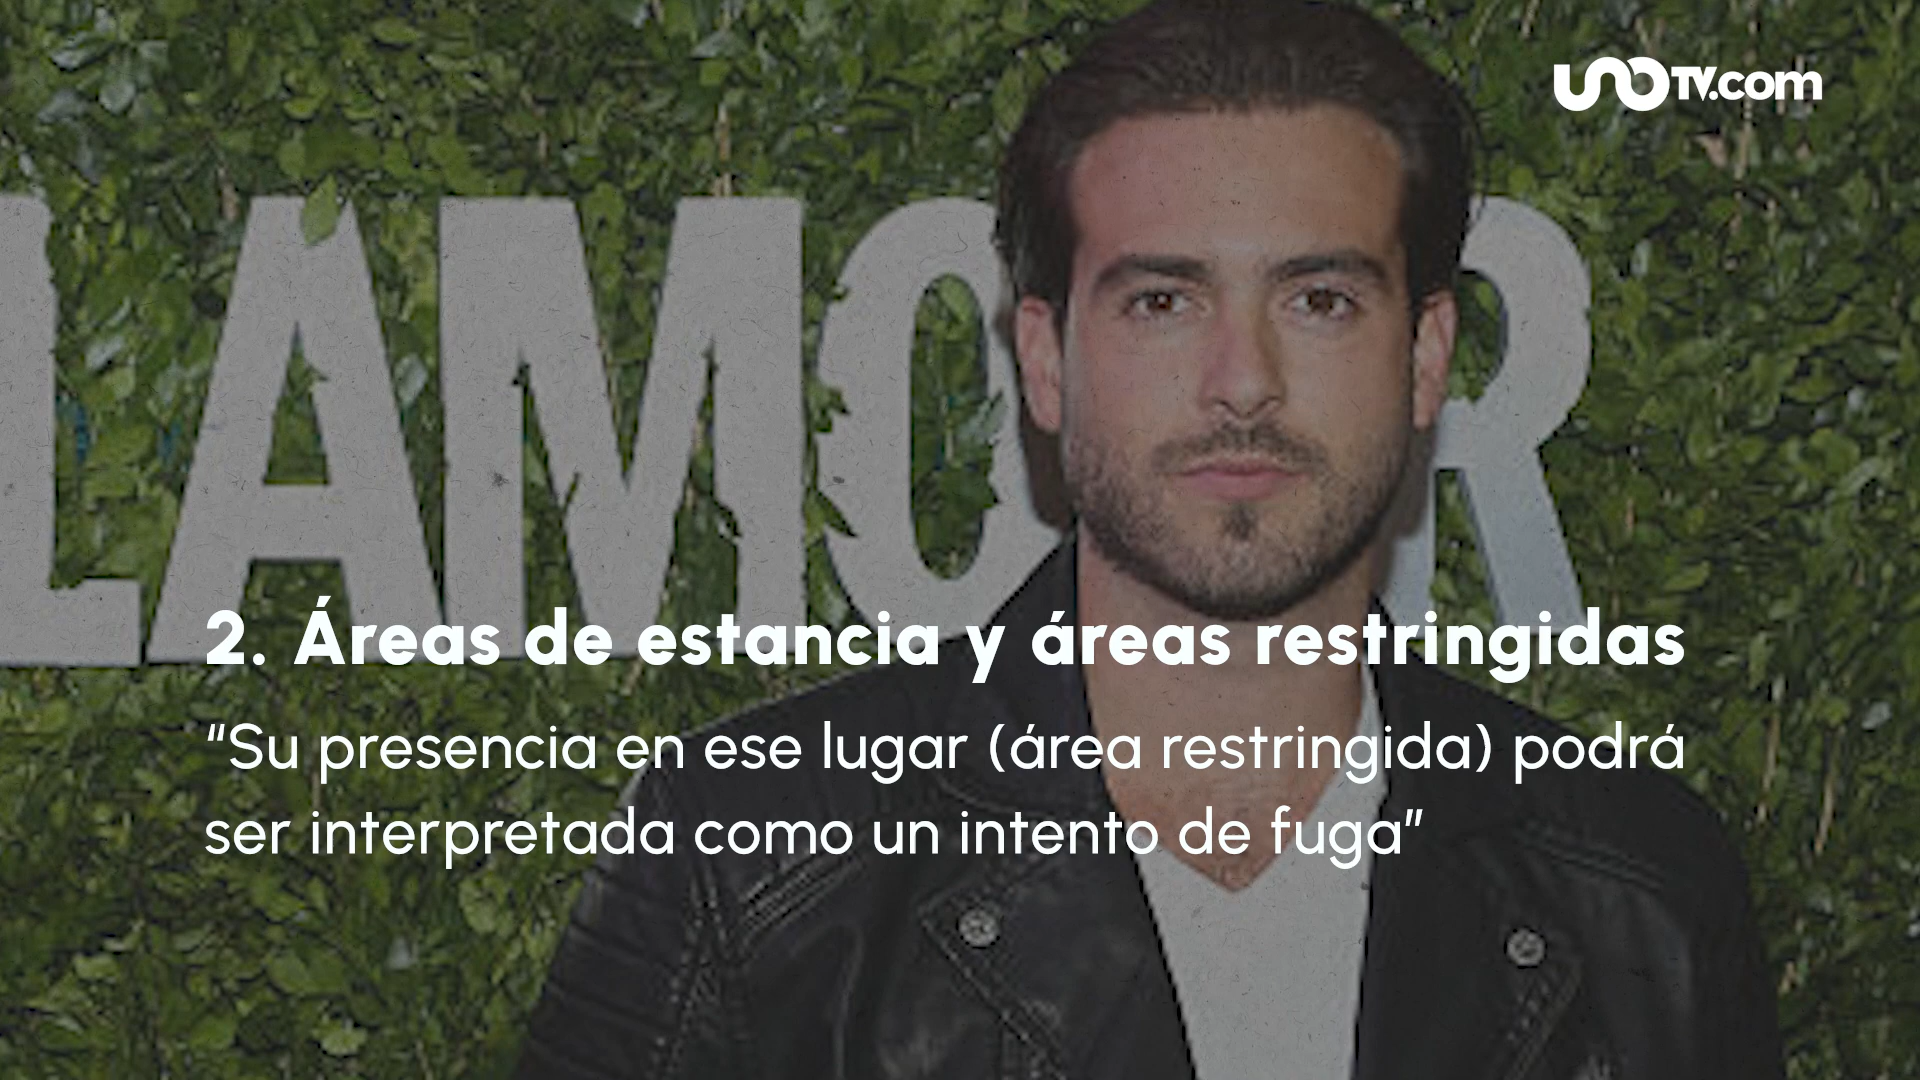 UNOTV.com
LAMO R
2. Áreas de estancia y áreas restringidas
“Su presencia en ese lugar (área restringida) podrá
ser interpretada como un intento de fuga”